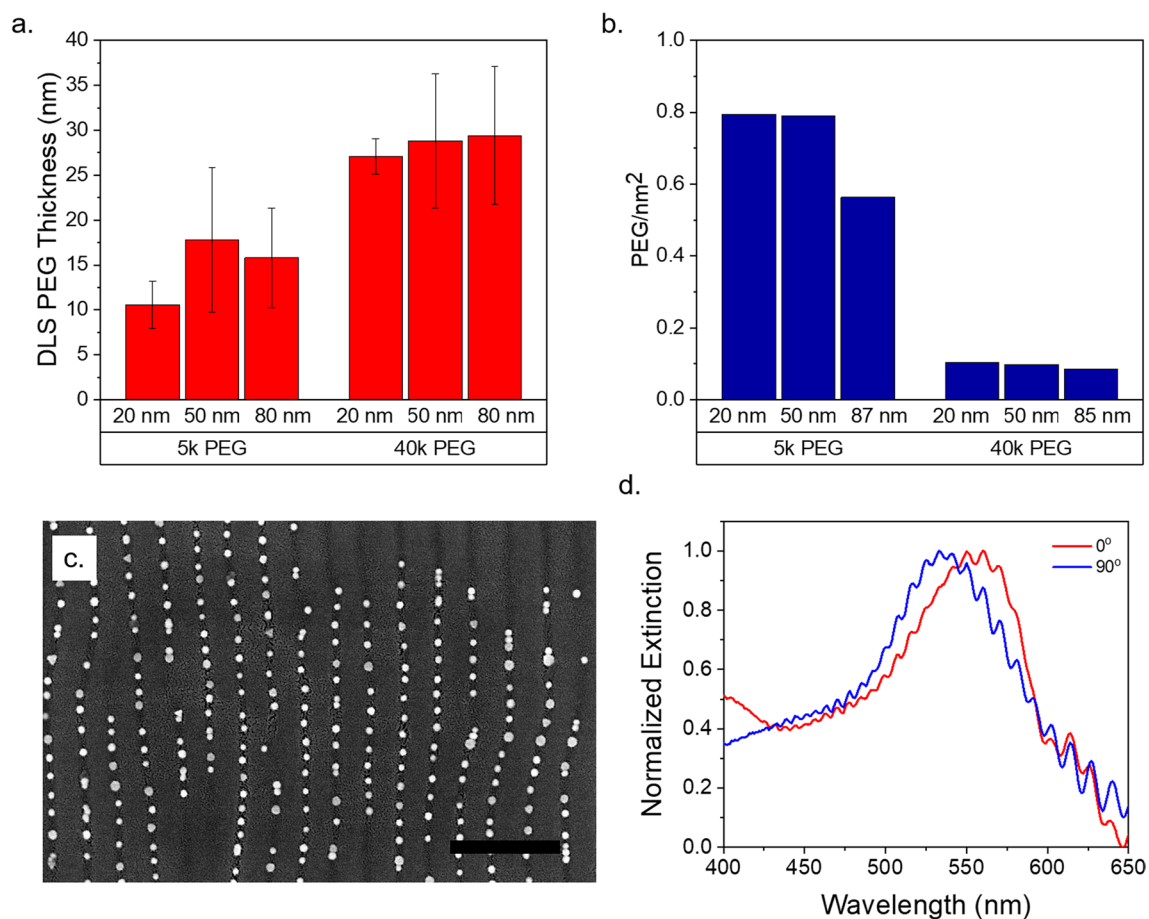 a.
DLS PEG Thickness (nm)
40
35
30
25
20
15
10
5
0
20 nm 50 nm 80 nm 20 nm 50 nm 80 nm
5k PEG 40k PEG
b.
PEG/nm2
1.0
0.8
0.6
0.4
0.2
0.0
20 nm 50 nm 87 nm 20 nm 50 nm 85 nm
5k PEG 40k PEG
c.
d.
Normalized Extinction
1.0
0.8
0.6
0.4
0.2
0.0
0o
90o
400 450 500 550 600 650
Wavelength (nm)